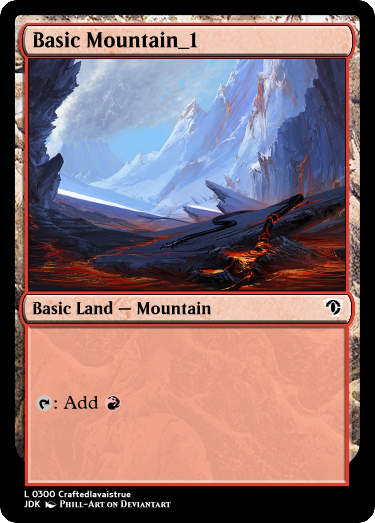 Basic Mountain_1
Basic Land — Mountain
: Add
L 0300 Craftedlavaistrue
JDK Phill-Art on Deviantart